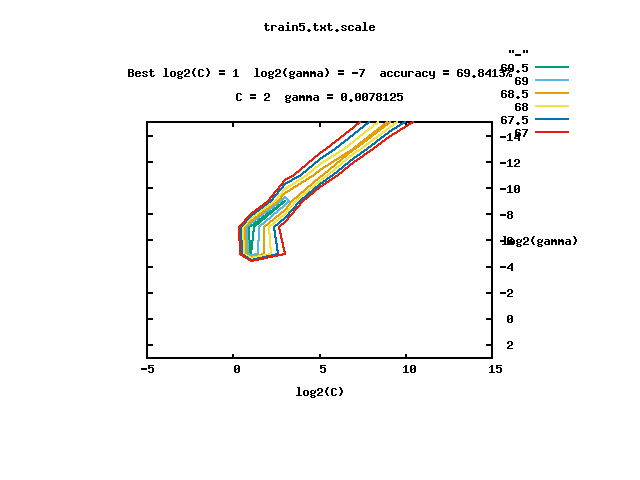 train5.txt.scale
"-"
Best log2(C) = 1  log2(gamma) = -7  accuracy = 69.8413%
69.5
69
68.5
68
67.5
67
C = 2  gamma = 0.0078125
-14
-12
-10
-8
-6
log2(gamma)
-4
-2
0
2
-5 0 5 10 15
log2(C)